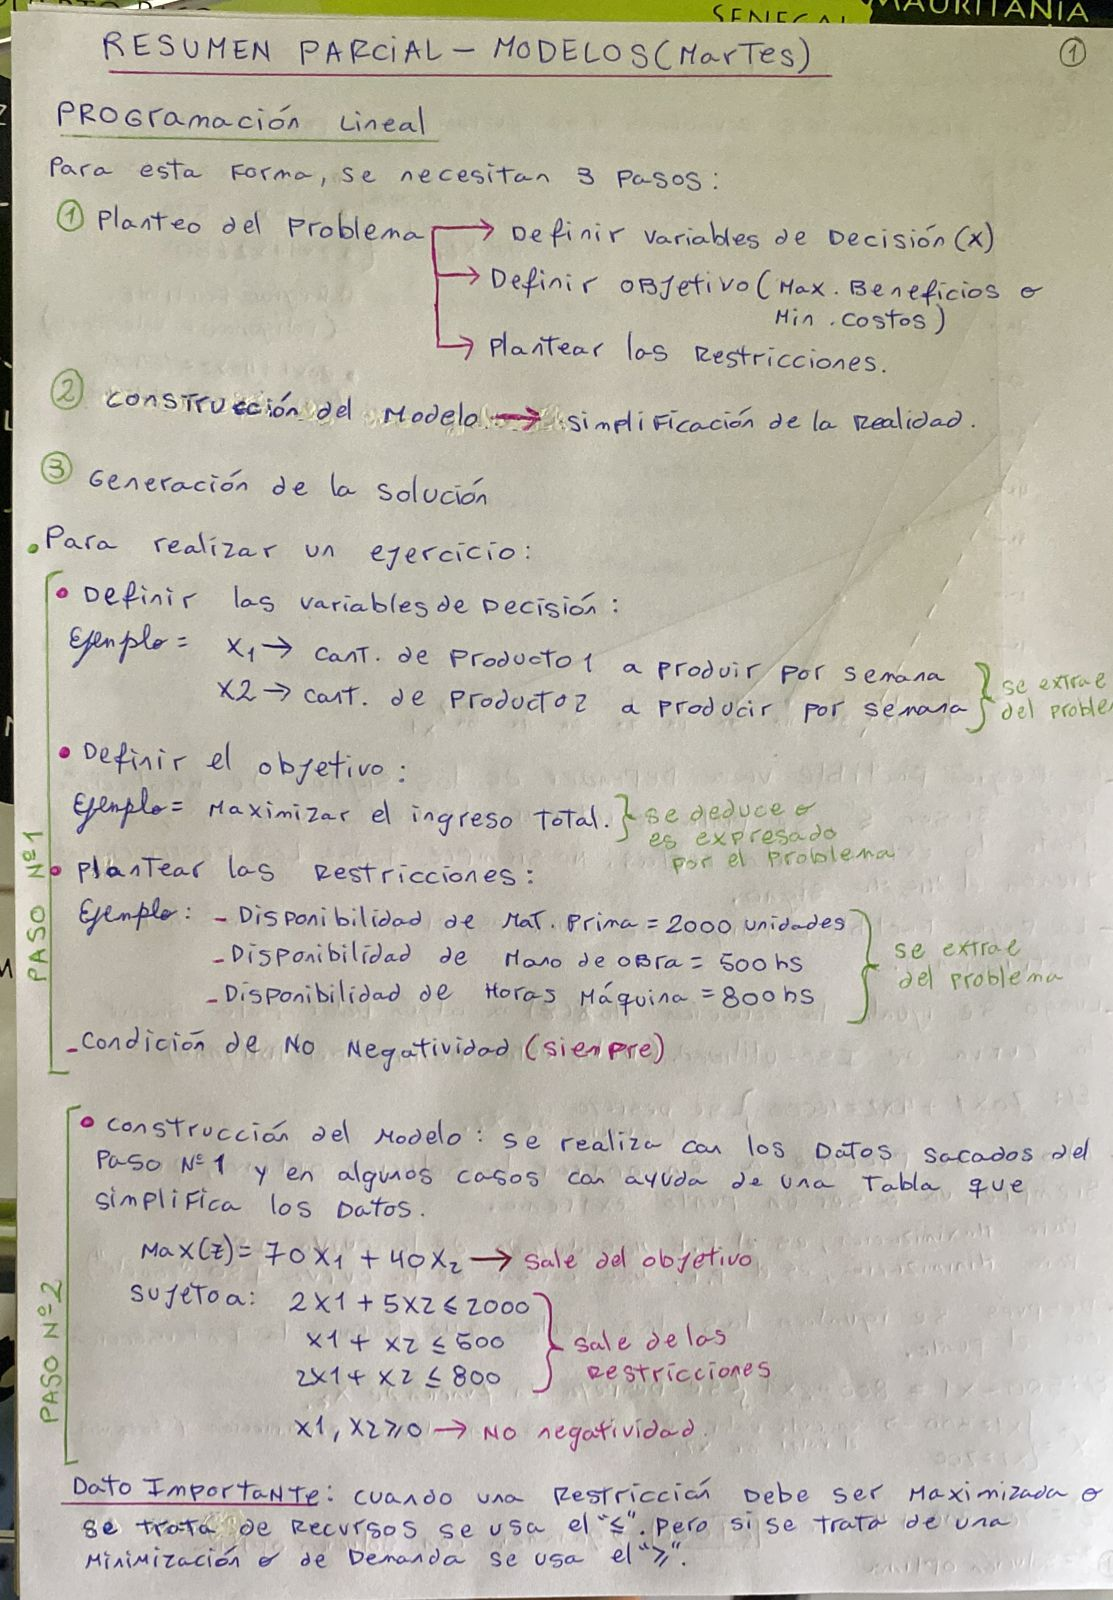 SENEGAL
MAURITANIA
RESUMEN PARCIAL - MODELOS (Martes)
1
PROGramación Lineal
Para esta Forma, se necesitan 3 Pasos:
① Planteo del Problema → Definir variables de Decisión (x)
→ Definir OBJetivo (Max. Beneficios o
Min. costos)
→ Plantear las Restricciones.
② construcción del Modelo → simplificación de la Realidad.
③ Generación de la solución
• Para realizar un ejercicio:
• Definir las variables de Decisión:
Ejemplo = X1 → cant. de Producto 1 a produir por semana
X2 → cant. de Producto 2 a producir por semana
se extrae
del proble
• Definir el objetivo:
Ejemplo = Maximizar el ingreso Total. } se deduce o
es expresado
por el Problema
• Plantear las Restricciones:
Ejemplo: - Disponibilidad de Mat. Prima = 2000 unidades
- Disponibilidad de Mano de OBra = 500 hs
- Disponibilidad de Horas Máquina = 800 hs
se extrae
del problema
- Condición de No Negatividad (siempre)
PASO Nº1
• construcción del Modelo: se realiza con los Datos sacados del
Paso Nº 1 y en algunos casos con ayuda de una Tabla que
simplifica los Datos.
Max(Z) = 70X1 + 40X2 → Sale del objetivo
sujeto a: 2X1 + 5X2 ≤ 2000
X1 + X2 ≤ 500
2X1 + X2 ≤ 800
sale de las
Restricciones
X1, X2 ≥ 0 → No negatividad.
PASO Nº2
Dato Importante: cuando una Restricción Debe ser Maximizada o
se trata de Recursos se usa el "≤". Pero si se trata de una
Minimización o de Demanda se usa el "≥".